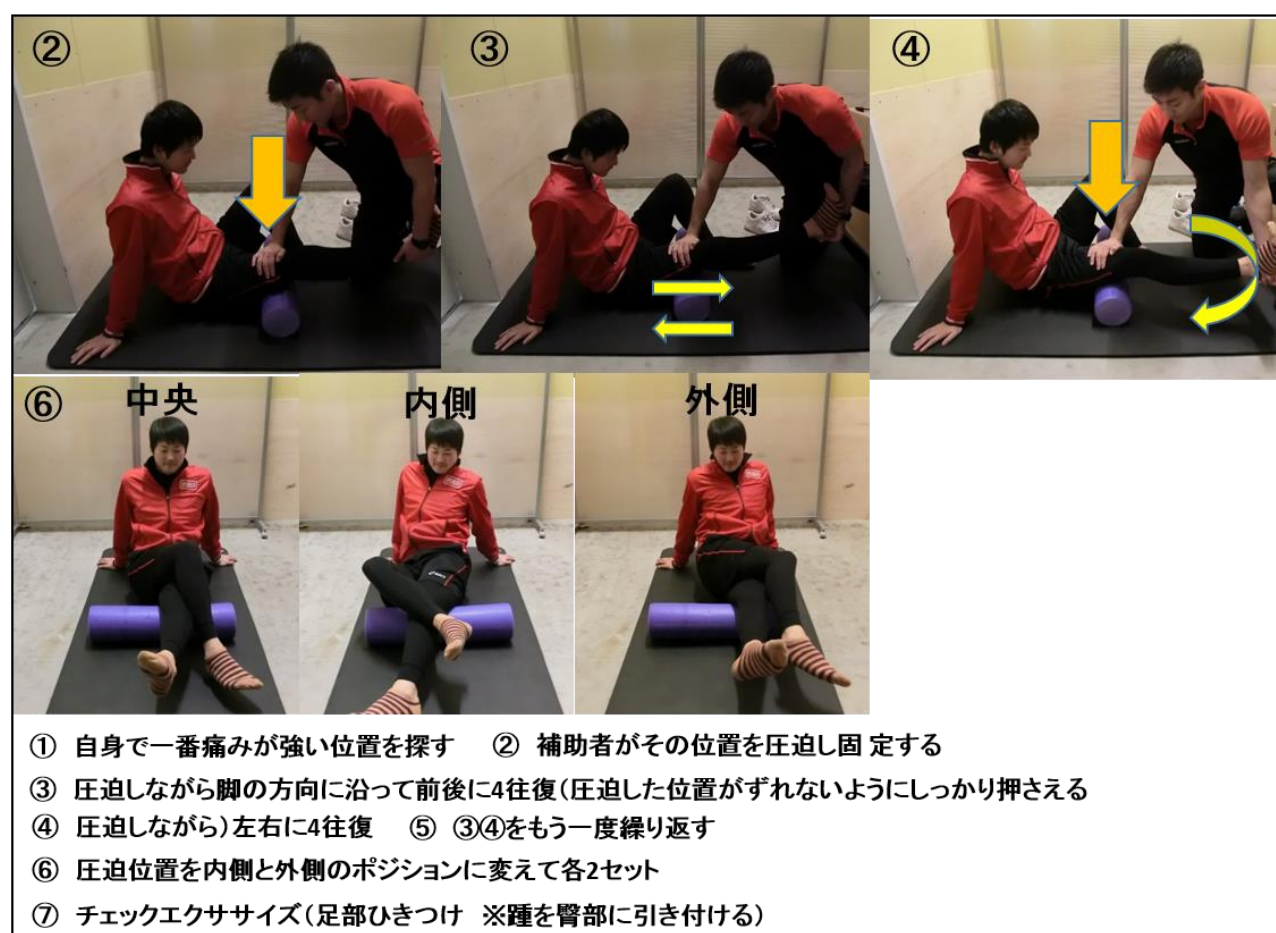 ② ③ ④
⑥ 中央 内側 外側
① 自身で一番痛みが強い位置を探す ② 補助者がその位置を圧迫し固 定する
③ 圧迫しながら脚の方向に沿って前後に4往復(圧迫した位置がずれないようにしっかり押さえる
④ 圧迫しながら)左右に4往復 ⑤ ③④をもう一度繰り返す
⑥ 圧迫位置を内側と外側のポジションに変えて各2セット
⑦ チェックエクササイズ(足部ひきつけ ※踵を臀部に引き付ける)